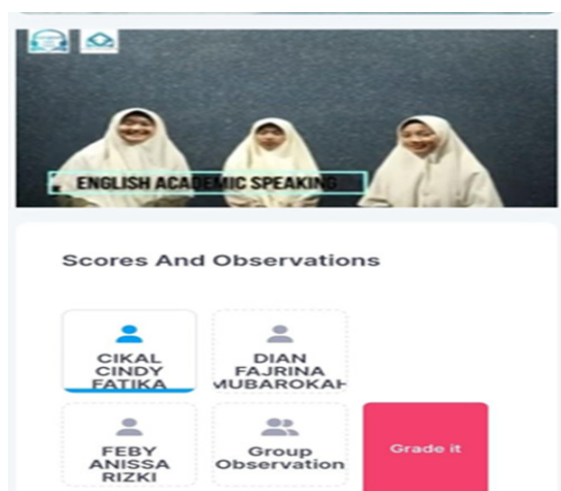 ENGLISH ACADEMIC SPEAKING
Scores And Observations
CIKAL
CINDY
FATIKA
DIAN
FAJRINA
MUBAROKAH
FEBY
ANISSA
RIZKI
Group
Observation
Grade it